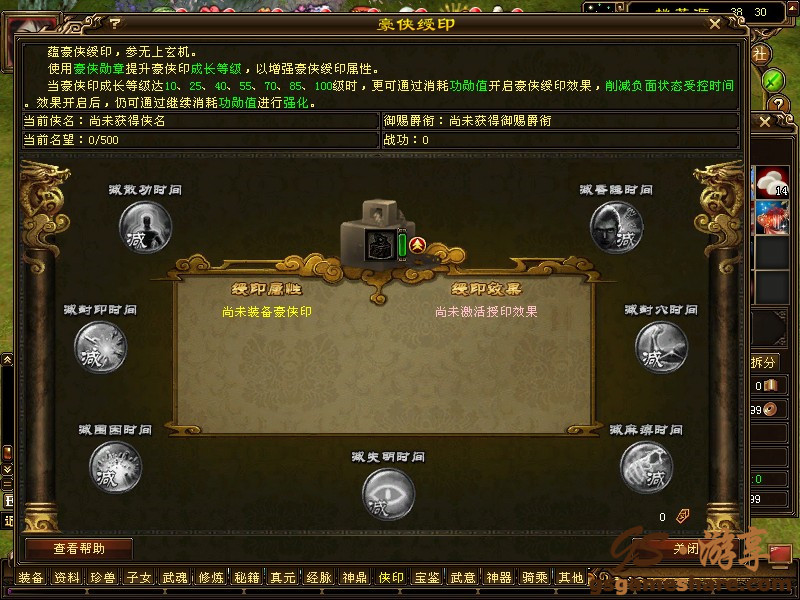 豪侠绶印
38 30
蕴豪侠绶印，参无上玄机。
使用豪侠勋章提升豪侠印成长等级，以增强豪侠绶印属性。
当豪侠印成长等级达10、25、40、55、70、85、100级时，更可通过消耗功勋值开启豪侠绶印效果，削减负面状态受控时间
。效果开启后，仍可通过继续消耗功勋值进行强化。
当前侠名：尚未获得侠名
御赐爵衔：尚未获得御赐爵衔
当前名望：0/500
战功：0
社
14
减散功时间
减昏睡时间
减
减
绶印属性
绶印效果
尚未装备豪侠印
尚未激活授印效果
减封印时间
减封穴时间
减
减
拆分
0
99
减围困时间
减麻痹时间
减
减
减失明时间
减
:0
99
0
查看帮助
关闭
装备 资料 珍兽 子女 武魂 修炼 秘籍 真元 经脉 神鼎 侠印 宝鉴 武意 神器 骑乘 其他
游享